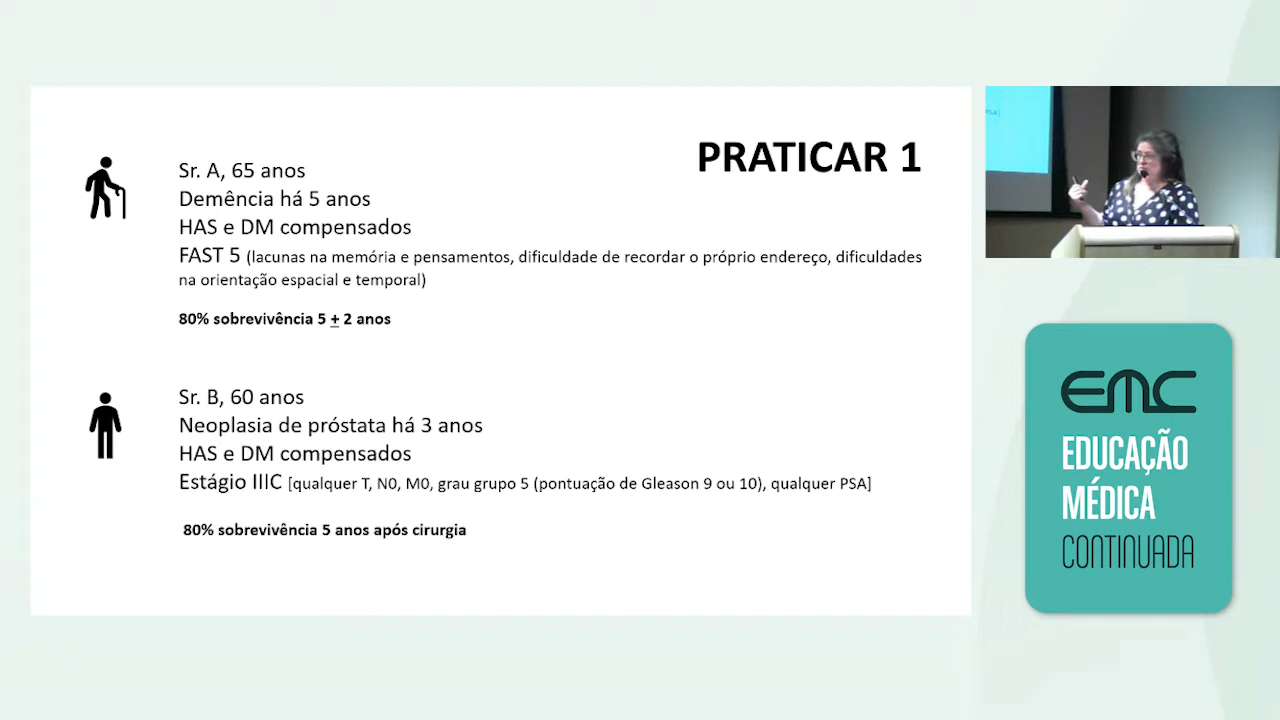 PRATICAR 1
Sr. A, 65 anos
Demência há 5 anos
HAS e DM compensados
FAST 5 (lacunas na memória e pensamentos, dificuldade de recordar o próprio endereço, dificuldades
na orientação espacial e temporal)
80% sobrevivência 5 + 2 anos
Sr. B, 60 anos
Neoplasia de próstata há 3 anos
HAS e DM compensados
Estágio IIIC [qualquer T, N0, M0, grau grupo 5 (pontuação de Gleason 9 ou 10), qualquer PSA]
80% sobrevivência 5 anos após cirurgia
EMC
EDUCAÇÃO
MÉDICA
CONTINUADA